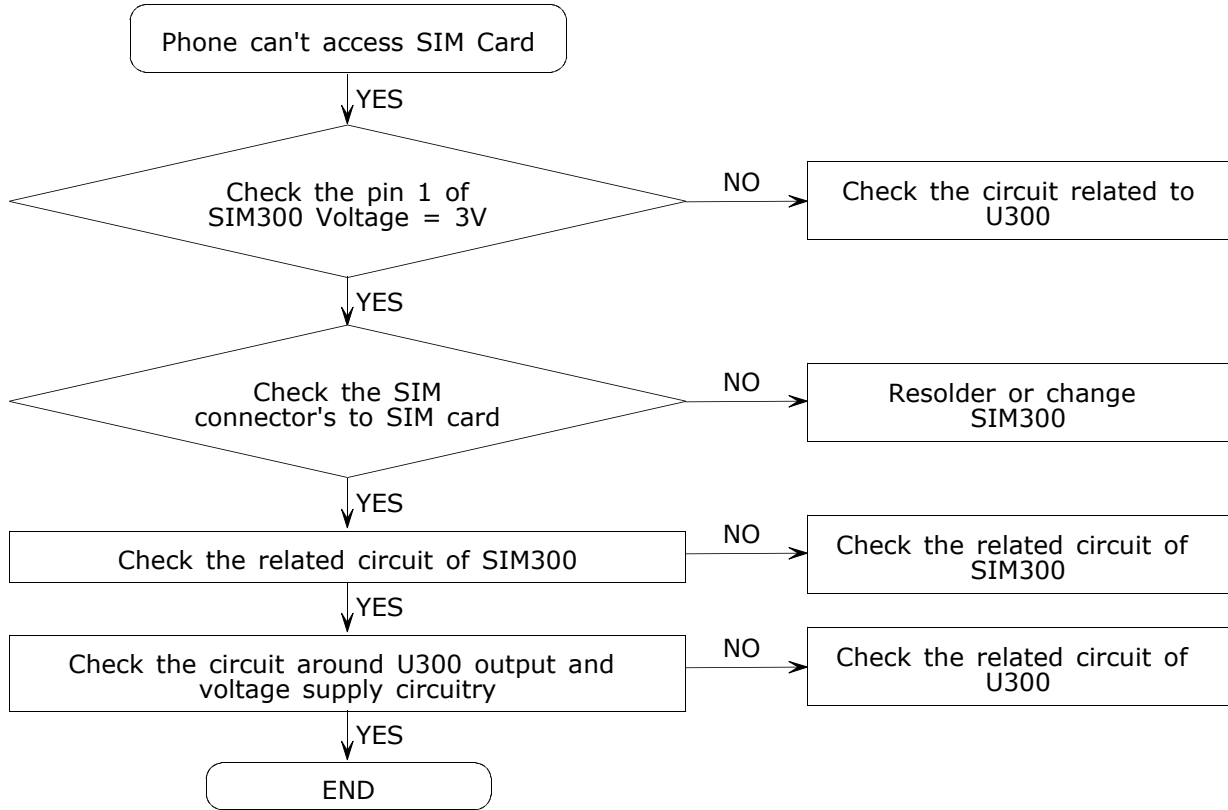 Phone can't access SIM Card
YES
Check the pin 1 of
SIM300 Voltage = 3V
NO
Check the circuit related to
U300
YES
Check the SIM
connector's to SIM card
NO
Resolder or change
SIM300
YES
Check the related circuit of SIM300
NO
Check the related circuit of
SIM300
YES
Check the circuit around U300 output and
voltage supply circuitry
NO
Check the related circuit of
U300
YES
END